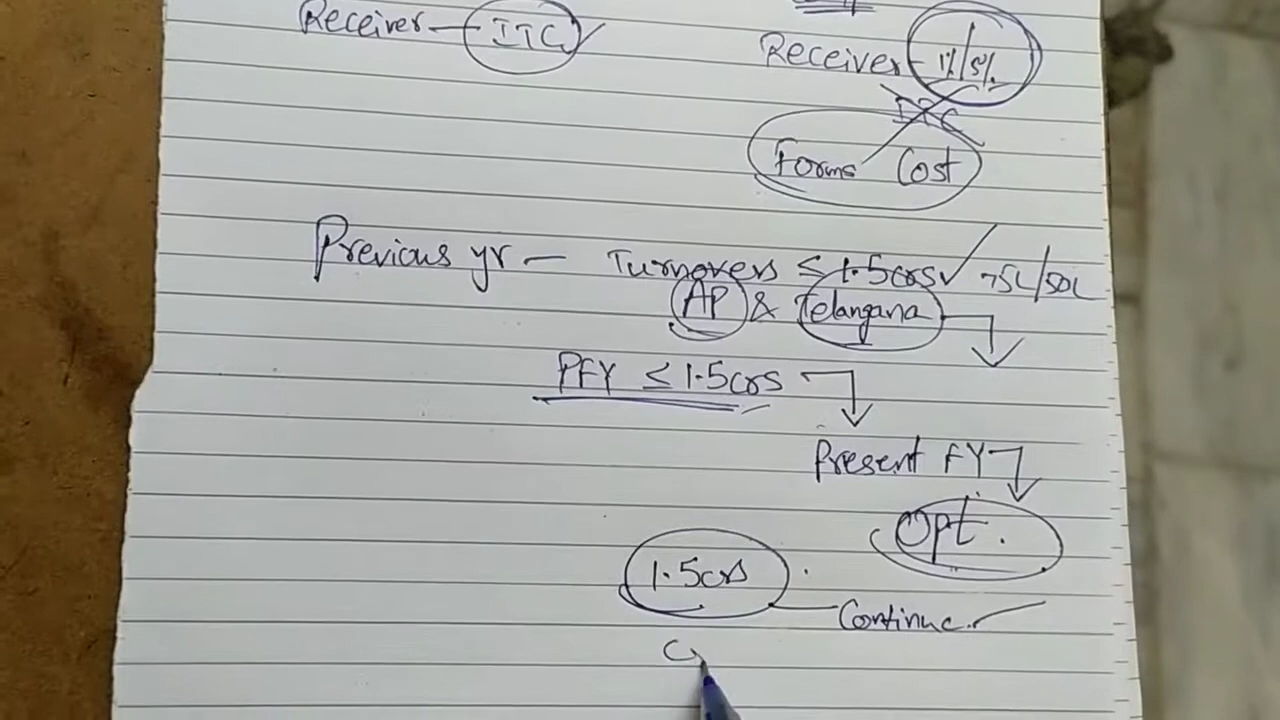 Receiver - ITC ✓
Receiver - 1%/5%
ITC
Forms Cost
Previous yr - Turnovers ≤ 1.5crs ✓ 75L/50L
AP & Telangana
PFY ≤ 1.5crs
Present FY
Opt.
1.5crs
Continue. ✓
C